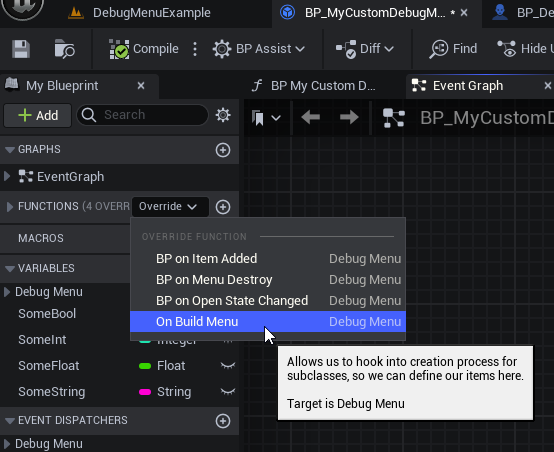 DebugMenuExample
BP_MyCustomDebugM... *
BP_De
Compile
BP Assist
Diff
Find
Hide U
My Blueprint
BP My Custom D...
Event Graph
Add
Search
BP_MyCustomD
GRAPHS
EventGraph
FUNCTIONS (4 OVERR
Override
MACROS
OVERRIDE FUNCTION
BP on Item Added Debug Menu
BP on Menu Destroy Debug Menu
BP on Open State Changed Debug Menu
On Build Menu Debug Menu
VARIABLES
Debug Menu
SomeBool
SomeInt Integer
SomeFloat Float
SomeString String
Allows us to hook into creation process for
subclasses, so we can define our items here.
Target is Debug Menu
EVENT DISPATCHERS
Debug Menu